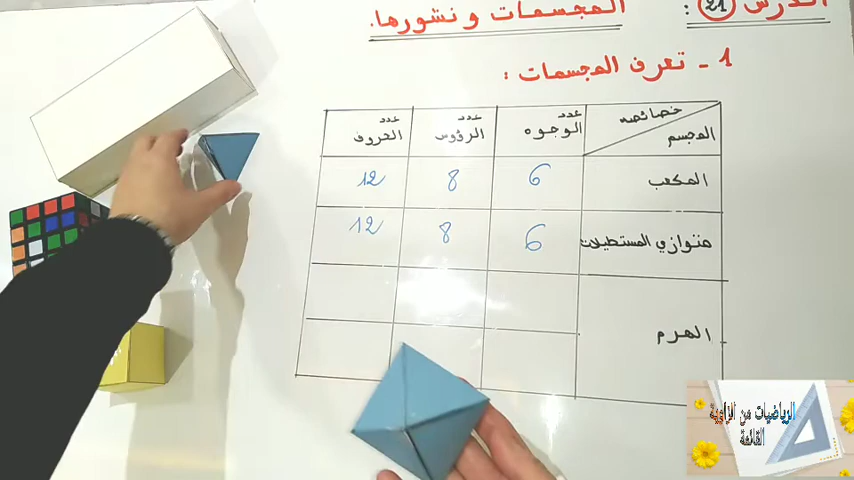 الدرس 21 :
المجسمات ونشورها.
1 - تعرف المجسمات :
خصائصه
المجسم
عدد الوجوه
عدد الرؤوس
عدد الحروف
المكعب 6 8 12
متوازي المستطيلات 6 8 12
الهرم
الرياضيات من الزاوية
القائمة